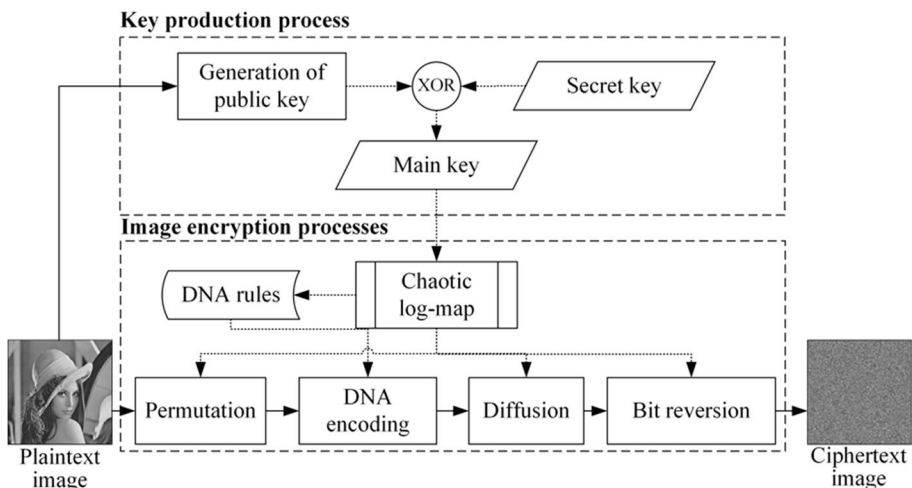 Key production process
Generation of
public key
XOR
Secret key
Main key
Image encryption processes
DNA rules
Chaotic
log-map
Permutation
DNA
encoding
Diffusion
Bit reversion
Plaintext
image
Ciphertext
image